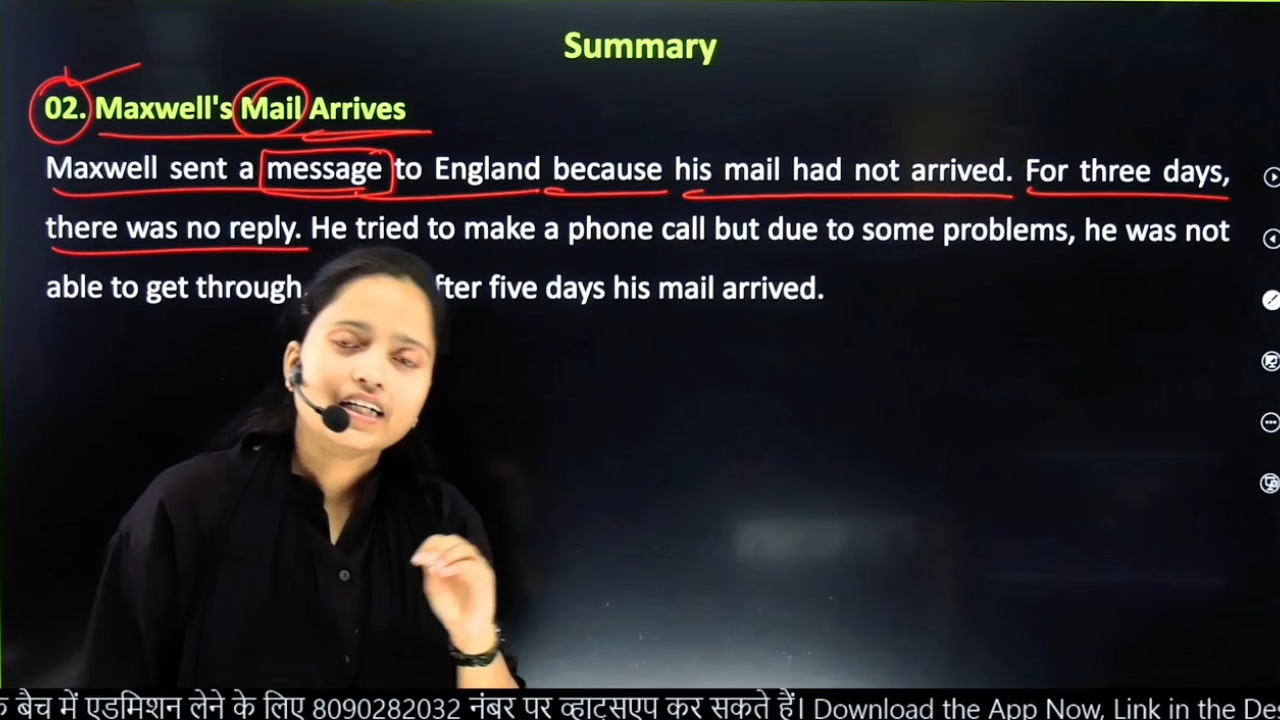 Summary
02. Maxwell's Mail Arrives
Maxwell sent a message to England because his mail had not arrived. For three days,
there was no reply. He tried to make a phone call but due to some problems, he was not
able to get through. fter five days his mail arrived.
बैच में एडमिशन लेने के लिए 8090282032 नंबर पर व्हाट्सएप कर सकते हैं। Download the App Now, Link in the De